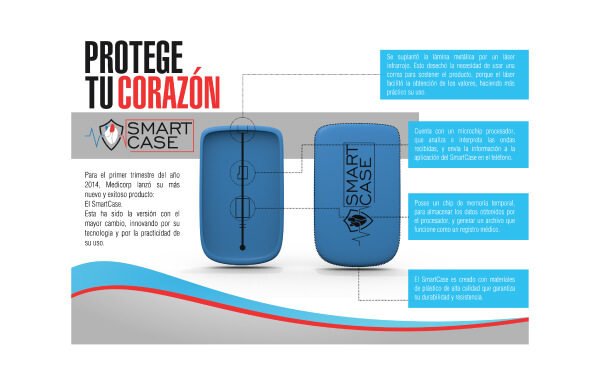 PROTEGE
TU CORAZÓN
SMART
CASE
Para el primer trimestre del año
2014, Medicorp lanzó su más
nuevo y exitoso producto:
El SmartCase.
Esta ha sido la versión con el
mayor cambio, innovando por su
tecnología y por la practicidad de
su uso.
SMART
CASE
Se suplantó la lámina metálica por un láser
infrarrojo. Esto desechó la necesidad de usar una
correa para sostener el producto, porque el láser
facilitó la obtención de los valores, haciendo más
práctico su uso.
Cuenta con un microchip procesador,
que analiza e interpreta las ondas
recibidas, y envía la información a la
aplicación del SmartCase en el teléfono.
Posee un chip de memoria temporal,
para almacenar los datos obtenidos por
el procesador, y generar un archivo que
funcione como un registro médico.
El SmartCase es creado con materiales
de plástico de alta calidad que garantiza
su durabilidad y resistencia.